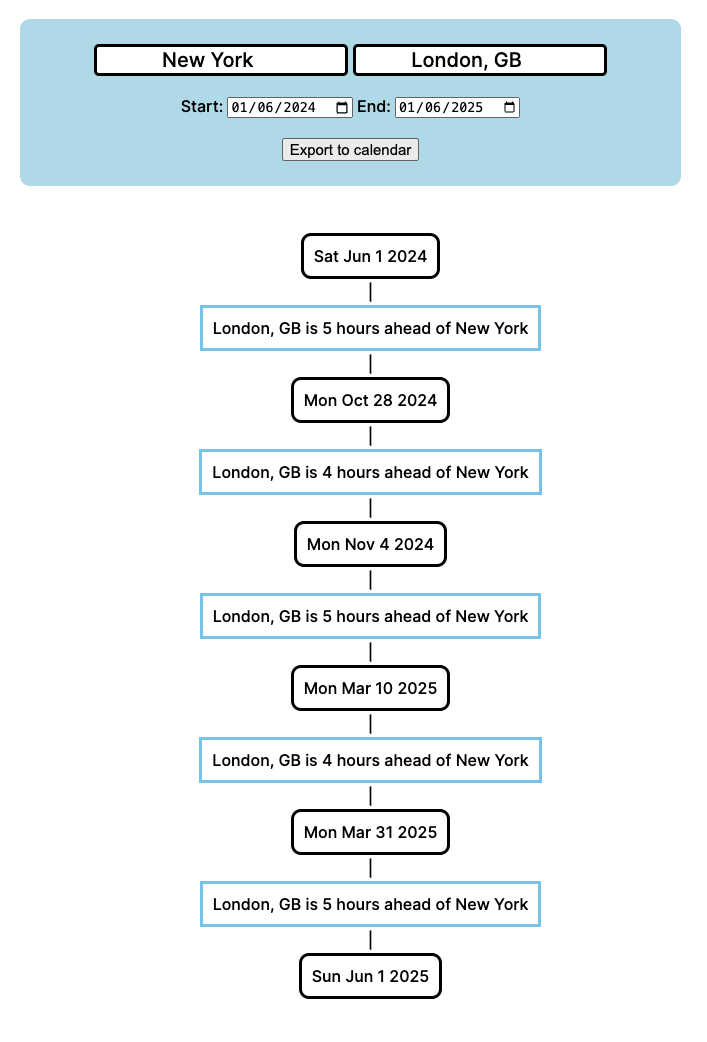 New York London, GB
Start: 01/06/2024 End: 01/06/2025
Export to calendar
Sat Jun 1 2024
London, GB is 5 hours ahead of New York
Mon Oct 28 2024
London, GB is 4 hours ahead of New York
Mon Nov 4 2024
London, GB is 5 hours ahead of New York
Mon Mar 10 2025
London, GB is 4 hours ahead of New York
Mon Mar 31 2025
London, GB is 5 hours ahead of New York
Sun Jun 1 2025